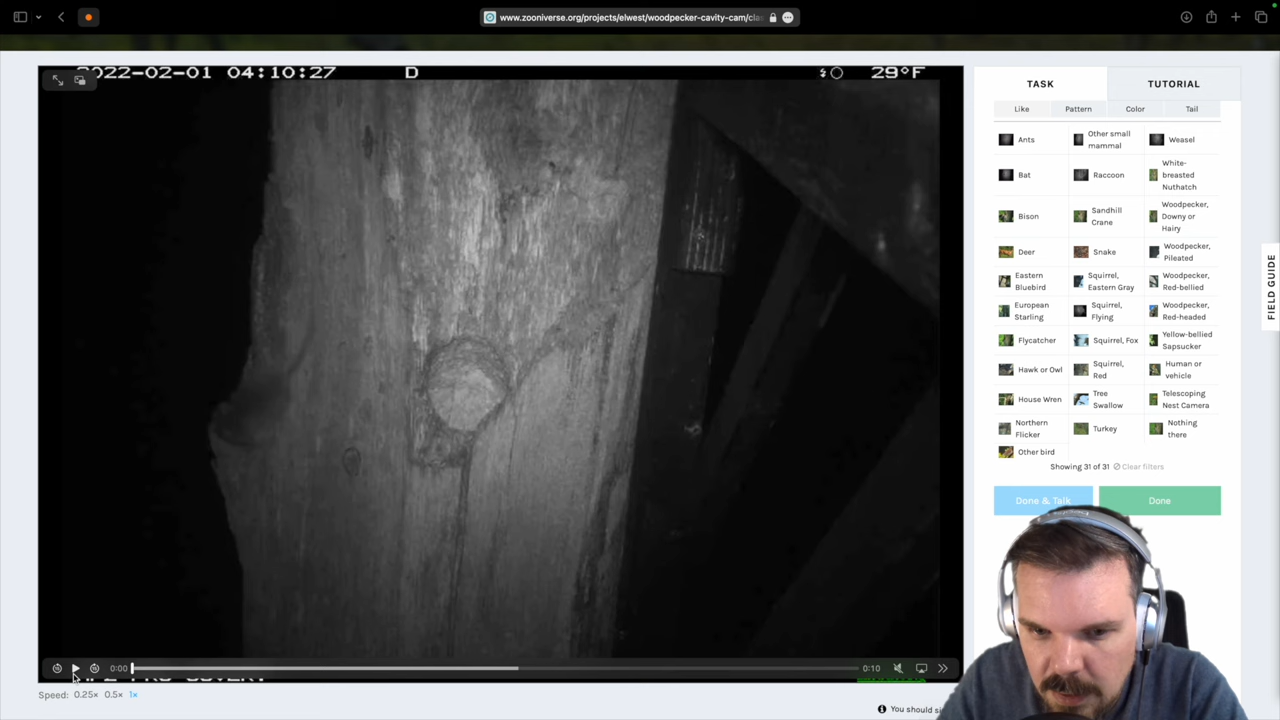 www.zooniverse.org/projects/elwest/woodpecker-cavity-cam/cla
2022-02-01 04:10:27 D 29°F
TASK
TUTORIAL
Like
Pattern
Color
Tail
Ants
Other small mammal
Weasel
Bat
Raccoon
White-breasted Nuthatch
Bison
Sandhill Crane
Woodpecker, Downy or Hairy
Deer
Snake
Woodpecker, Pileated
Eastern Bluebird
Squirrel, Eastern Gray
Woodpecker, Red-bellied
European Starling
Squirrel, Flying
Woodpecker, Red-headed
Flycatcher
Squirrel, Fox
Yellow-bellied Sapsucker
Hawk or Owl
Squirrel, Red
Human or vehicle
House Wren
Tree Swallow
Telescoping Nest Camera
Northern Flicker
Turkey
Nothing there
Other bird
Showing 31 of 31
Clear filters
Done & Talk
Done
FIELD GUIDE
0:00
0:10
Speed: 0.25× 0.5× 1×
You should